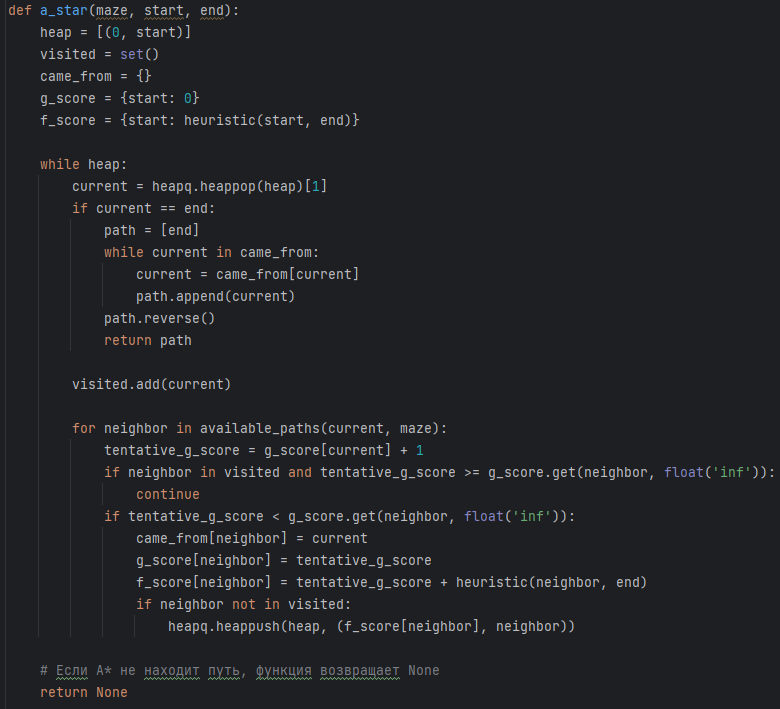 def a_star(maze, start, end):
    heap = [(0, start)]
    visited = set()
    came_from = {}
    g_score = {start: 0}
    f_score = {start: heuristic(start, end)}

    while heap:
        current = heapq.heappop(heap)[1]
        if current == end:
            path = [end]
            while current in came_from:
                current = came_from[current]
                path.append(current)
            path.reverse()
            return path

        visited.add(current)

        for neighbor in available_paths(current, maze):
            tentative_g_score = g_score[current] + 1
            if neighbor in visited and tentative_g_score >= g_score.get(neighbor, float('inf')):
                continue
            if tentative_g_score < g_score.get(neighbor, float('inf')):
                came_from[neighbor] = current
                g_score[neighbor] = tentative_g_score
                f_score[neighbor] = tentative_g_score + heuristic(neighbor, end)
                if neighbor not in visited:
                    heapq.heappush(heap, (f_score[neighbor], neighbor))

    # Если A* не находит путь, функция возвращает None
    return None